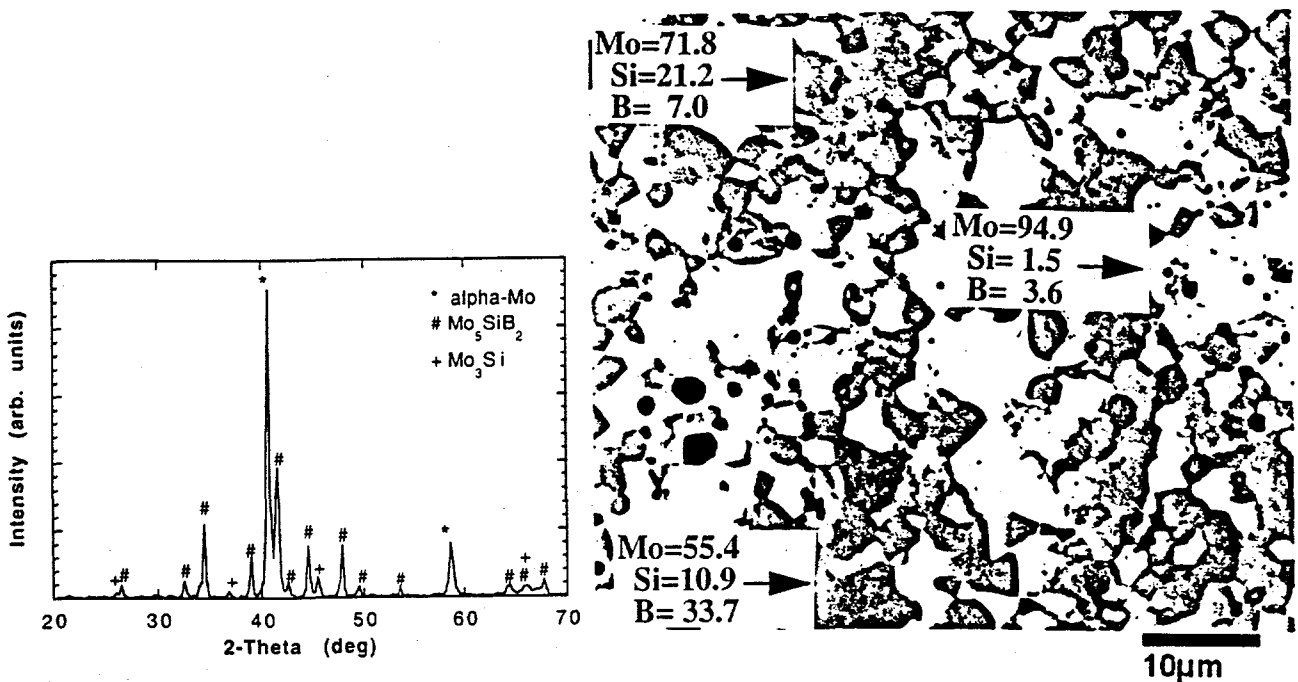 Intensity (arb. units)
* alpha-Mo
# Mo5SiB2
+ Mo3Si
*
#
#
#
*
#
#
+
#
#
#
+
#
+
#
#
#
#
+
#
#
20 30 40 50 60 70
2-Theta (deg)
Mo=71.8
Si=21.2
B= 7.0
Mo=94.9
Si= 1.5
B= 3.6
Mo=55.4
Si=10.9
B= 33.7
10µm